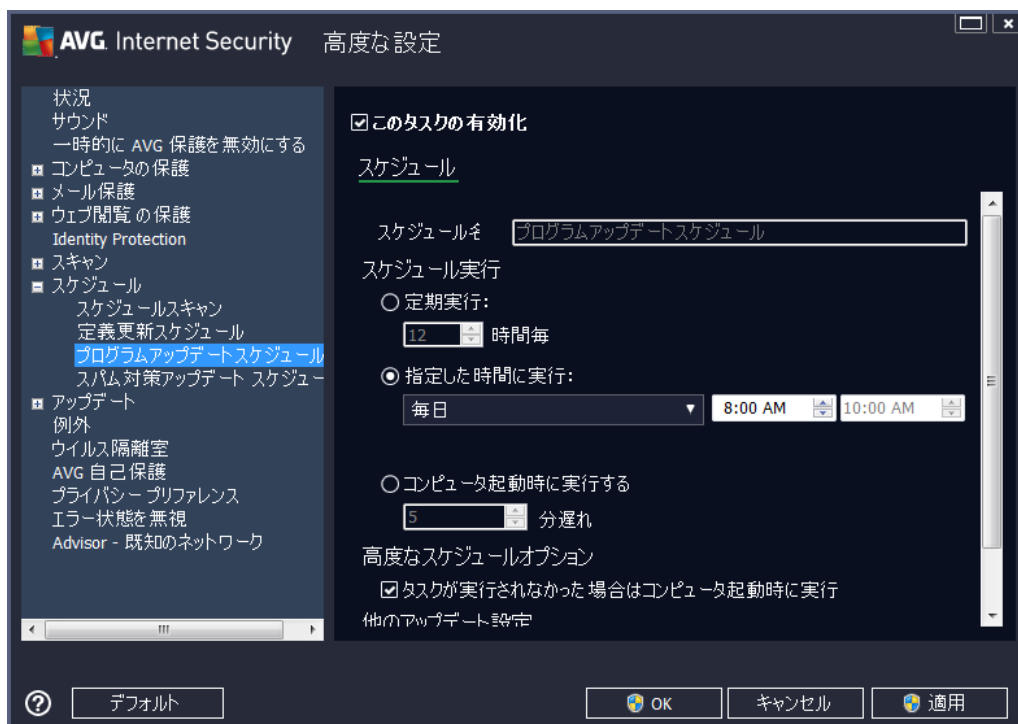 AVG. Internet Security 高度な設定
状況
サウンド
一時的に AVG 保護を無効にする
コンピュータの保護
メール保護
ウェブ閲覧 の保護
Identity Protection
スキャン
スケジュール
スケジュールスキャン
定義更新スケジュール
プログラムアップデートスケジュール
スパム対策アップデート スケジュー
アップデート
例外
ウイルス隔離室
AVG 自己保護
プライバシー プリファレンス
エラー状態を無視
Advisor - 既知のネットワーク
このタスクの有効化
スケジュール
スケジュール名 プログラムアップデートスケジュール
スケジュール実行
定期実行:
12 時間毎
指定した時間に実行:
毎日 8:00 AM 10:00 AM
コンピュータ起動時に実行する
5 分遅れ
高度なスケジュールオプション
タスクが実行されなかった場合はコンピュータ起動時に実行
他のアップデート設定
? デフォルト OK キャンセル 適用